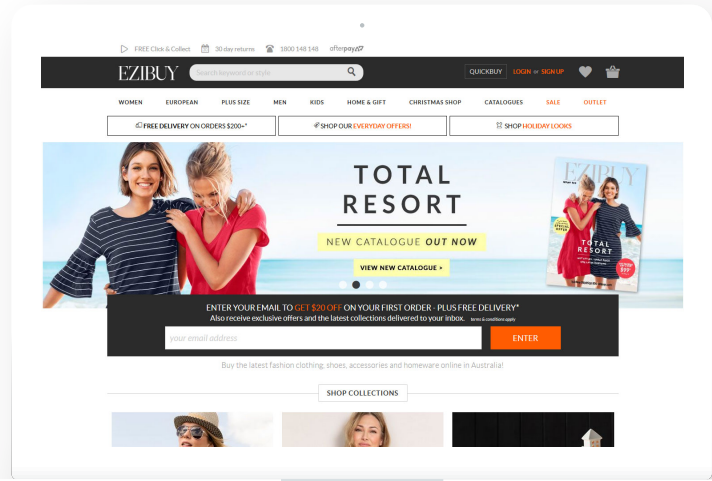 FREE Click & Collect 30 day returns 1800 148 148 afterpay
EZIBUY Search keyword or style QUICKBUY LOGIN or SIGN UP
WOMEN EUROPEAN PLUS SIZE MEN KIDS HOME & GIFT CHRISTMAS SHOP CATALOGUES SALE OUTLET
FREE DELIVERY ON ORDERS $200+* SHOP OUR EVERYDAY OFFERS! SHOP HOLIDAY LOOKS
TOTAL
RESORT
NEW CATALOGUE OUT NOW
VIEW NEW CATALOGUE >
EZIBUY
TOTAL
RESORT
ENTER YOUR EMAIL TO GET $20 OFF ON YOUR FIRST ORDER - PLUS FREE DELIVERY*
Also receive exclusive offers and the latest collections delivered to your inbox. terms & conditions apply
your email address ENTER
Buy the latest fashion clothing, shoes, accessories and homeware online in Australia!
SHOP COLLECTIONS